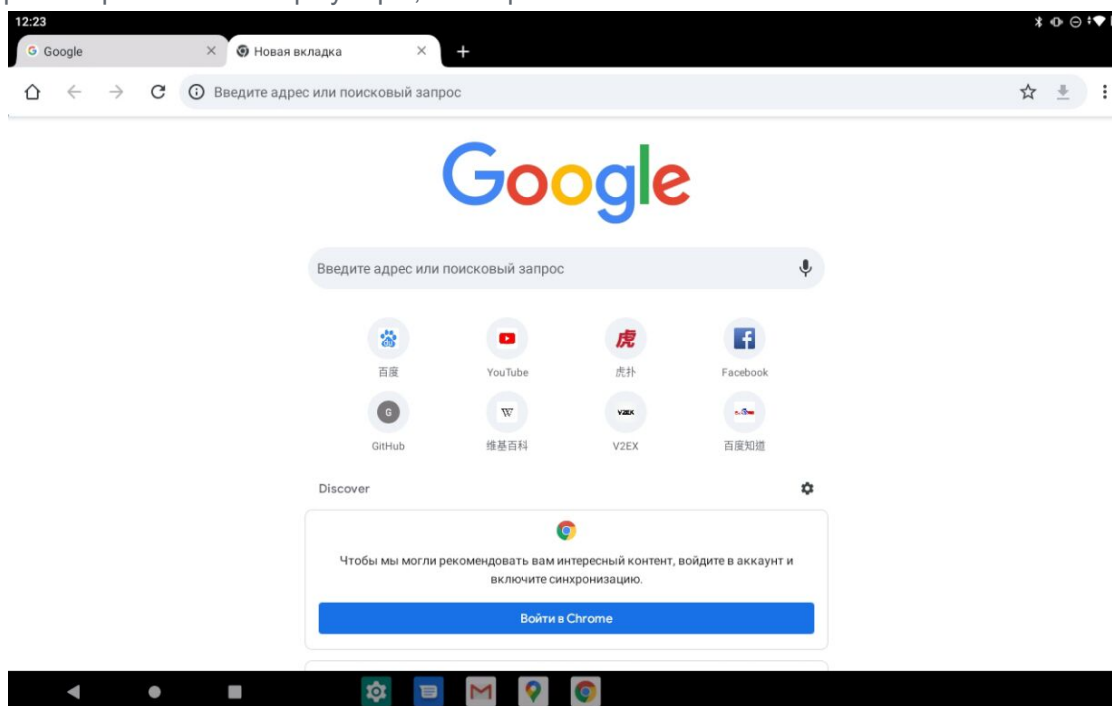 12:23
Google
Новая вкладка
Введите адрес или поисковый запрос
Google
Введите адрес или поисковый запрос
百度 YouTube 虎扑 Facebook
GitHub 维基百科 V2EX 百度知道
Discover
Чтобы мы могли рекомендовать вам интересный контент, войдите в аккаунт и
включите синхронизацию.
Войти в Chrome